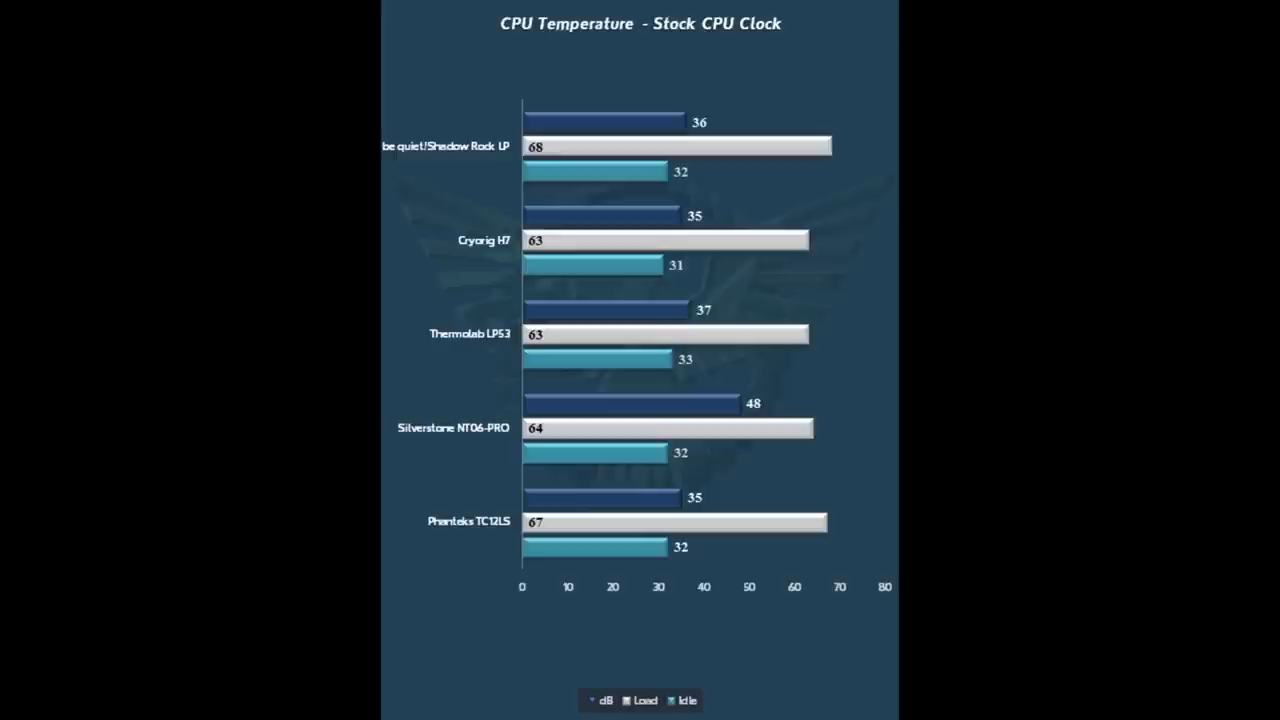 CPU Temperature - Stock CPU Clock
36
be quiet!Shadow Rock LP 68
32
35
Cryorig H7 63
31
37
Thermolab LP53 63
33
48
Silverstone NT06-PRO 64
32
35
Phanteks TC12LS 67
32
0 10 20 30 40 50 60 70 80
dB Load Idle